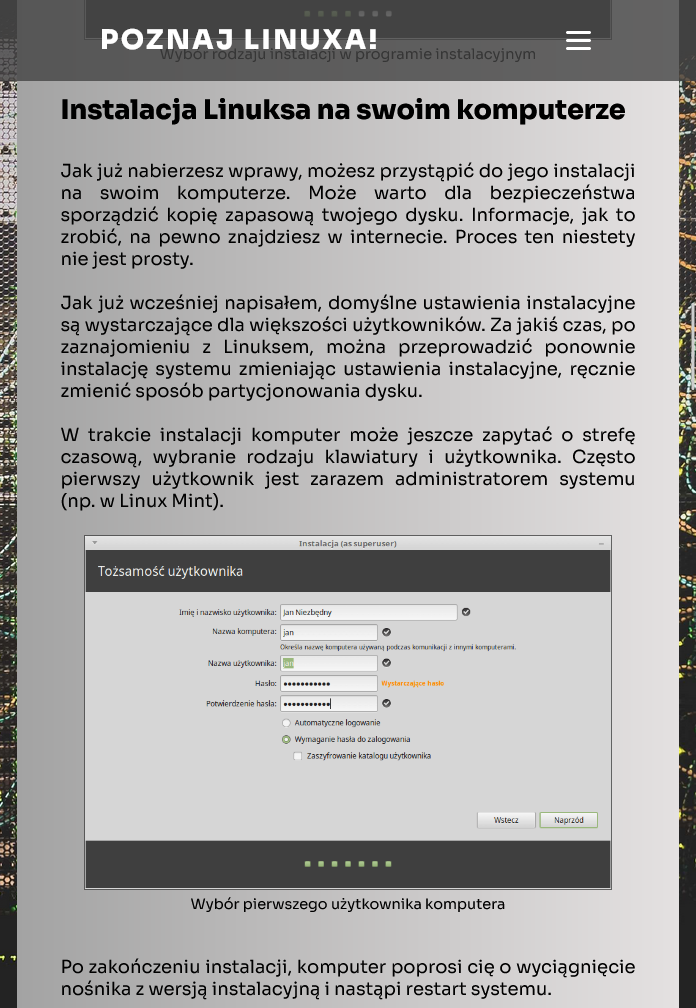 POZNAJ LINUXA!
Wybór rodzaju instalacji w programie instalacyjnym
Instalacja Linuksa na swoim komputerze
Jak już nabierzesz wprawy, możesz przystąpić do jego instalacji
na swoim komputerze. Może warto dla bezpieczeństwa
sporządzić kopię zapasową twojego dysku. Informacje, jak to
zrobić, na pewno znajdziesz w internecie. Proces ten niestety
nie jest prosty.
Jak już wcześniej napisałem, domyślne ustawienia instalacyjne
są wystarczające dla większości użytkowników. Za jakiś czas, po
zaznajomieniu z Linuksem, można przeprowadzić ponownie
instalację systemu zmieniając ustawienia instalacyjne, ręcznie
zmienić sposób partycjonowania dysku.
W trakcie instalacji komputer może jeszcze zapytać o strefę
czasową, wybranie rodzaju klawiatury i użytkownika. Często
pierwszy użytkownik jest zarazem administratorem systemu
(np. w Linux Mint).
Instalacja (as superuser)
Tożsamość użytkownika
Imię i nazwisko użytkownika: Jan Niezbędny
Nazwa komputera: jan
Określa nazwę komputera używaną podczas komunikacji z innymi komputerami.
Nazwa użytkownika: jan
Hasło: ●●●●●●●●●●● Wystarczające hasło
Potwierdzenie hasła: ●●●●●●●●●●●
Automatyczne logowanie
Wymaganie hasła do zalogowania
Zaszyfrowanie katalogu użytkownika
Wstecz Naprzód
Wybór pierwszego użytkownika komputera
Po zakończeniu instalacji, komputer poprosi cię o wyciągnięcie
nośnika z wersją instalacyjną i nastąpi restart systemu.